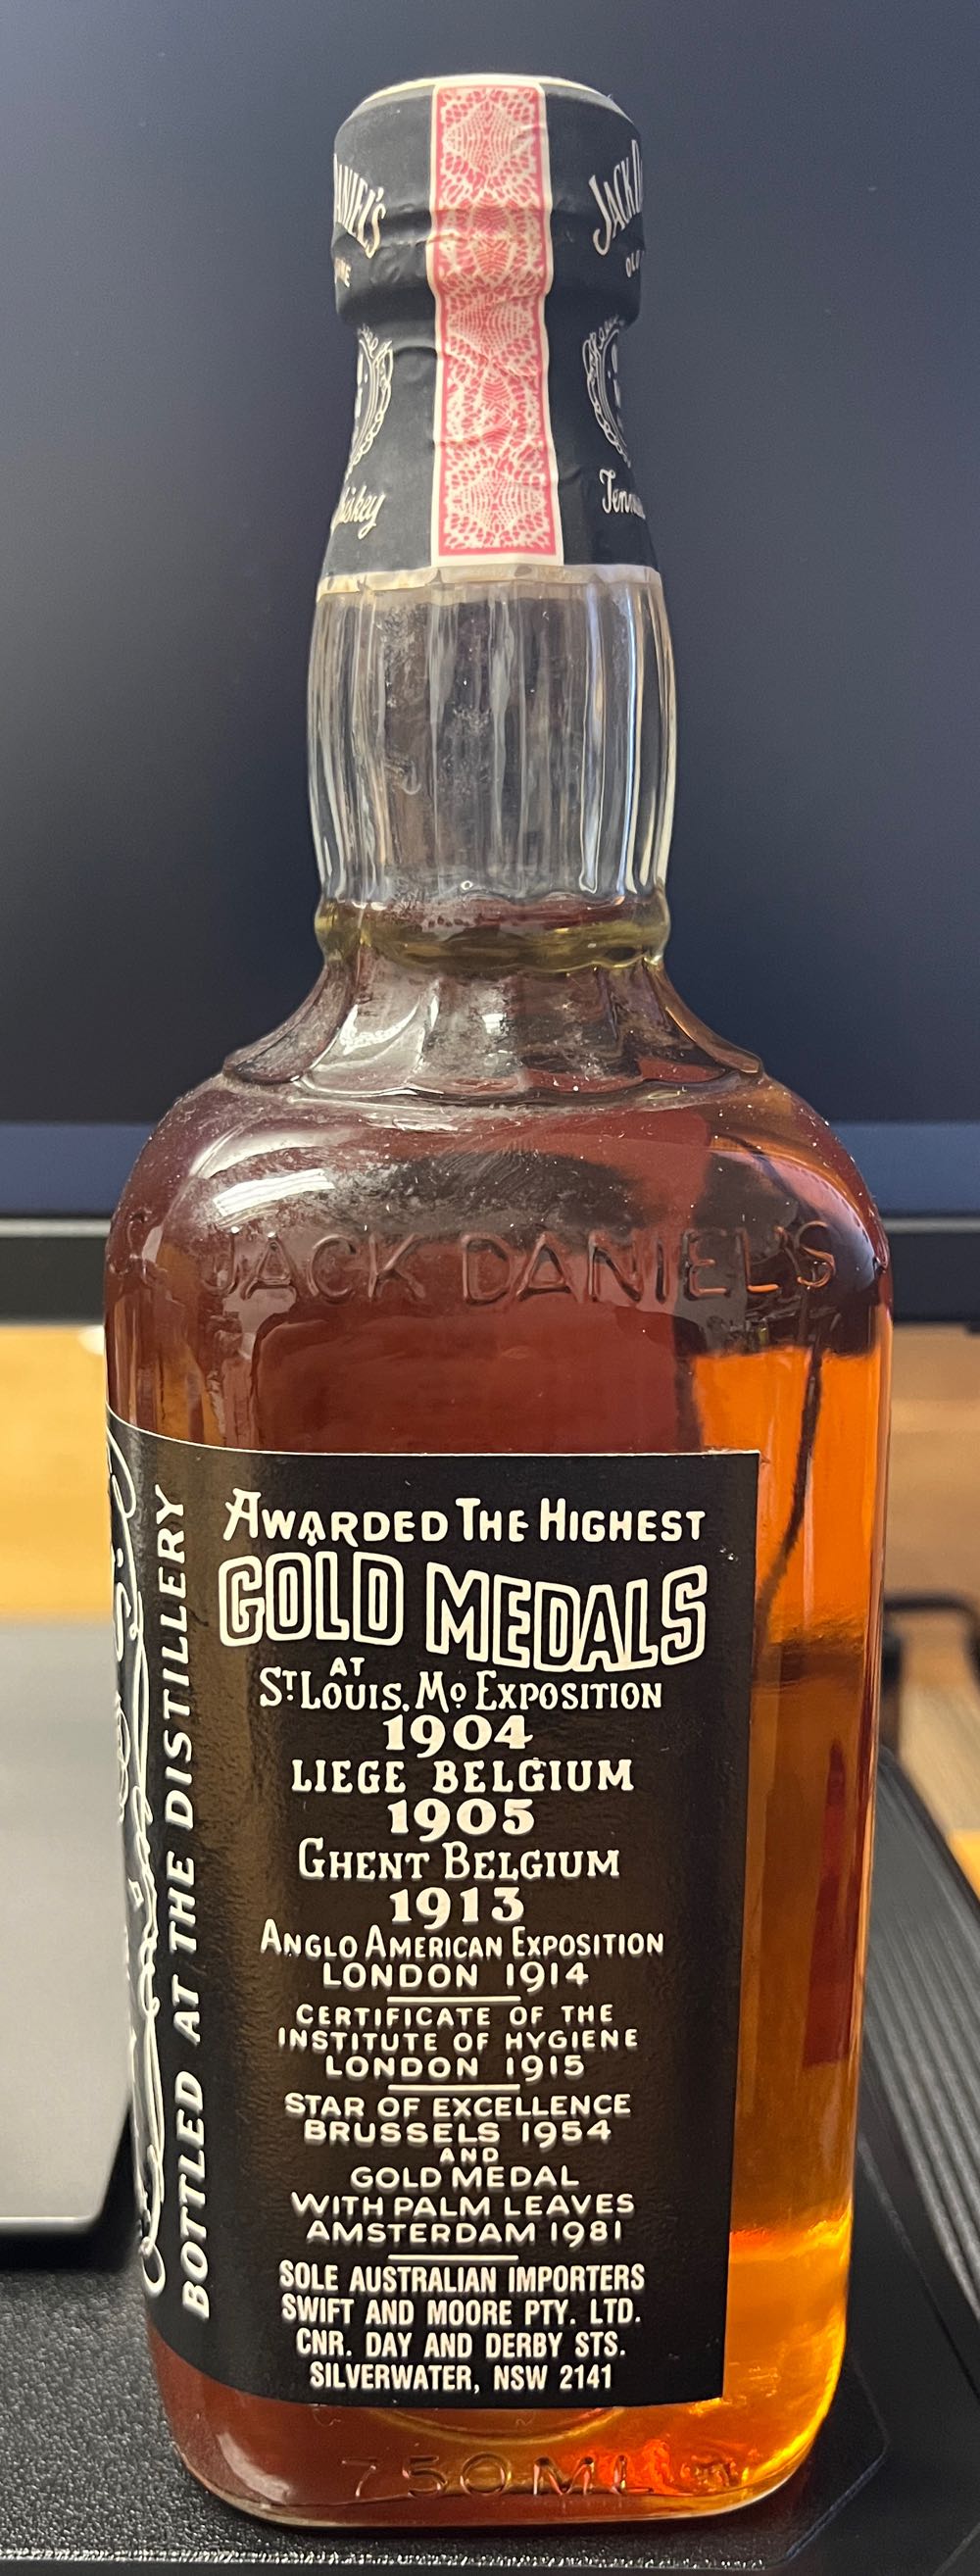 JACK DANIEL'S
AWARDED THE HIGHEST
GOLD MEDALS
AT
ST LOUIS, Mo EXPOSITION
1904
LIEGE BELGIUM
1905
GHENT BELGIUM
1913
ANGLO AMERICAN EXPOSITION
LONDON 1914
CERTIFICATE OF THE
INSTITUTE OF HYGIENE
LONDON 1915
STAR OF EXCELLENCE
BRUSSELS 1954
AND
GOLD MEDAL
WITH PALM LEAVES
AMSTERDAM 1981
SOLE AUSTRALIAN IMPORTERS
SWIFT AND MOORE PTY. LTD.
CNR. DAY AND DERBY STS.
SILVERWATER, NSW 2141
BOTTLED AT THE DISTILLERY
750 ML